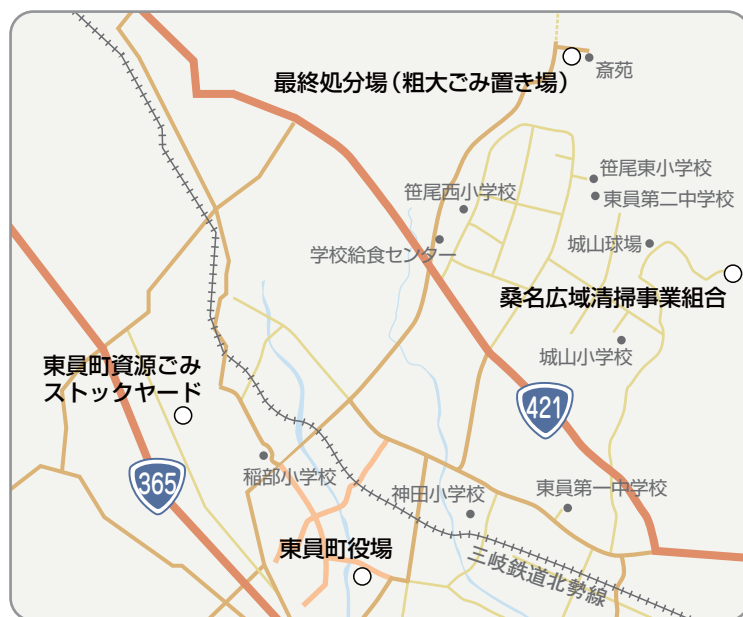 最終処分場(粗大ごみ置き場)
斎苑
笹尾東小学校
笹尾西小学校
東員第二中学校
城山球場
学校給食センター
桑名広域清掃事業組合
城山小学校
東員町資源ごみ
ストックヤード
421
365
稲部小学校
神田小学校
東員第一中学校
東員町役場
三岐鉄道北勢線